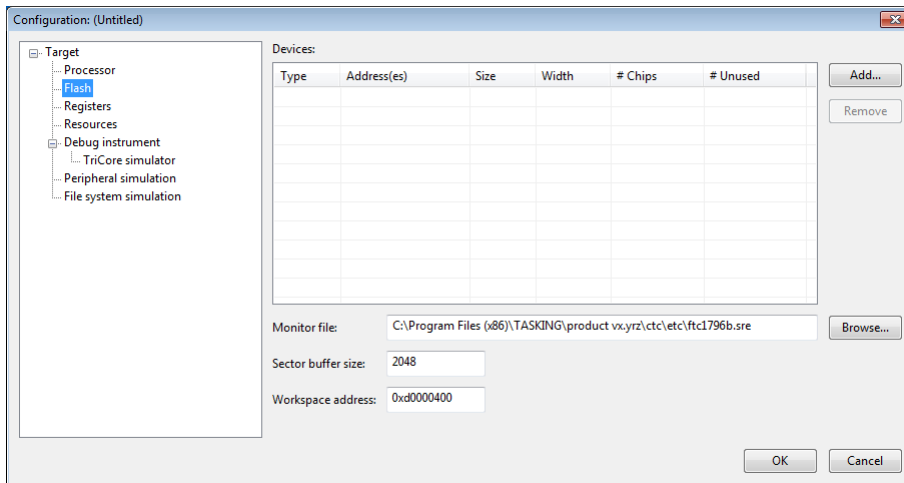 Configuration: (Untitled)
Target
Processor
Flash
Registers
Resources
Debug instrument
TriCore simulator
Peripheral simulation
File system simulation
Devices:
Type Address(es) Size Width # Chips # Unused
Add...
Remove
Monitor file: C:\Program Files (x86)\TASKING\product vx.yrz\ctc\etc\ftc1796b.sre Browse...
Sector buffer size: 2048
Workspace address: 0xd0000400
OK Cancel